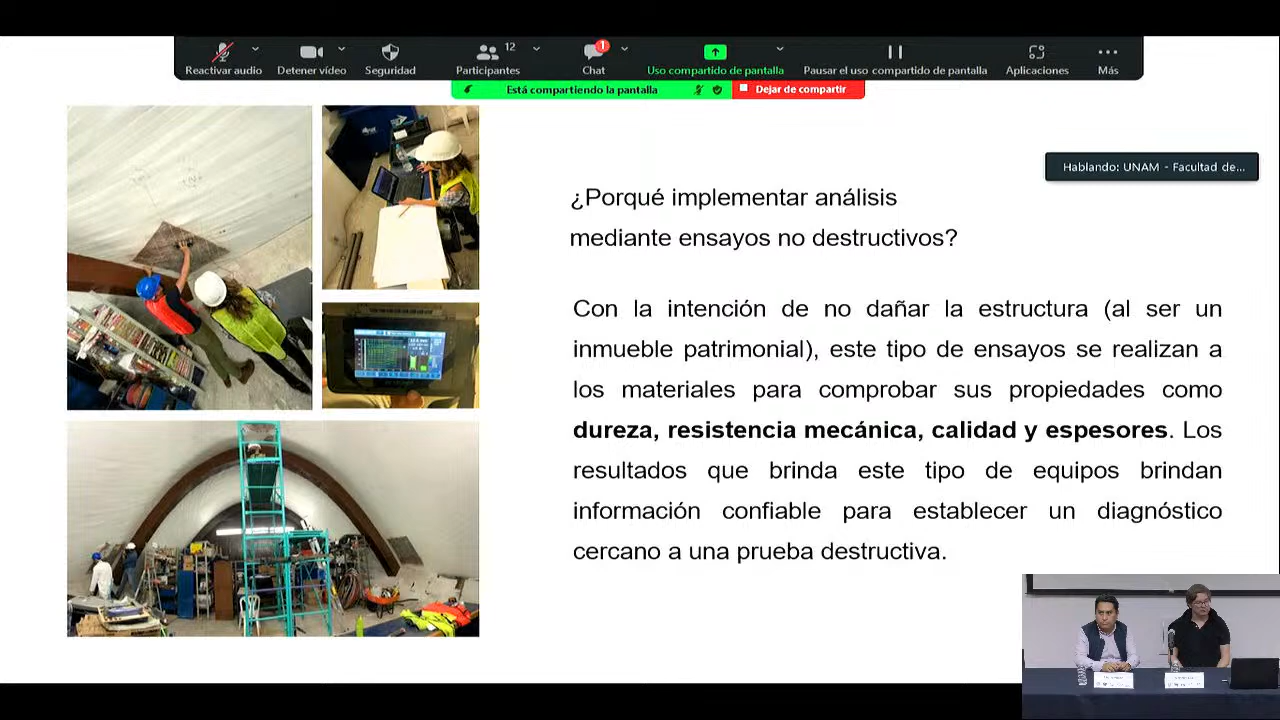 12
1
Reactivar audio
Detener vídeo
Seguridad
Participantes
Chat
Uso compartido de pantalla
Pausar el uso compartido de pantalla
Aplicaciones
Más
Está compartiendo la pantalla
Dejar de compartir
Hablando: UNAM - Facultad de...
¿Porqué implementar análisis
mediante ensayos no destructivos?
Con la intención de no dañar la estructura (al ser un
inmueble patrimonial), este tipo de ensayos se realizan a
los materiales para comprobar sus propiedades como
dureza, resistencia mecánica, calidad y espesores. Los
resultados que brinda este tipo de equipos brindan
información confiable para establecer un diagnóstico
cercano a una prueba destructiva.